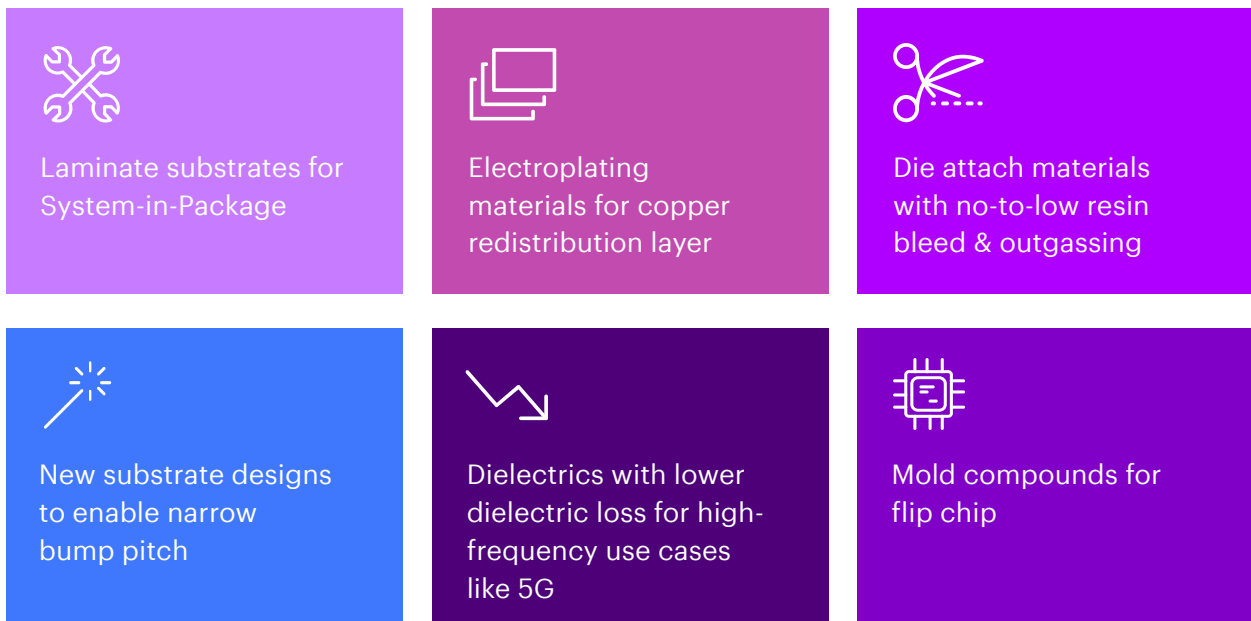 Laminate substrates for
System-in-Package
Electroplating
materials for copper
redistribution layer
Die attach materials
with no-to-low resin
bleed & outgassing
New substrate designs
to enable narrow
bump pitch
Dielectrics with lower
dielectric loss for high-
frequency use cases
like 5G
Mold compounds for
flip chip